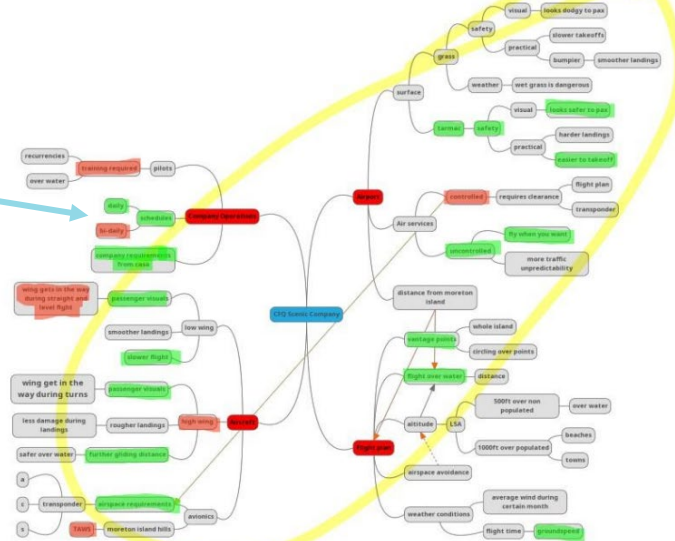 visual
looks dodgy to pax
safety
slower takeoffs
practical
bumpier
smoother landings
grass
weather
wet grass is dangerous
surface
visual
looks safer to pax
tarmac
safety
harder landings
practical
easier to takeoff
recurrencies
training required
pilots
over water
daily
schedules
bi-daily
Company Operations
company requirements
from casa
Airport
controlled
requires clearance
flight plan
transponder
Air services
fly when you want
uncontrolled
more traffic
unpredictability
wing gets in the way
during straight and
level flight
passenger visuals
smoother landings
low wing
slower flight
CFQ Scenic Company
distance from moreton
island
vantage points
whole island
circling over points
flight over water
distance
wing get in the
way during turns
passenger visuals
less damage during
landings
rougher landings
high wing
Aircraft
safer over water
further gliding distance
500ft over non
populated
over water
altitude
LSA
1000ft over populated
beaches
towns
Flight plan
airspace avoidance
a
c
transponder
airspace requirements
s
avionics
TAWS
moreton island hills
average wind during
certain month
weather conditions
flight time
groundspeed